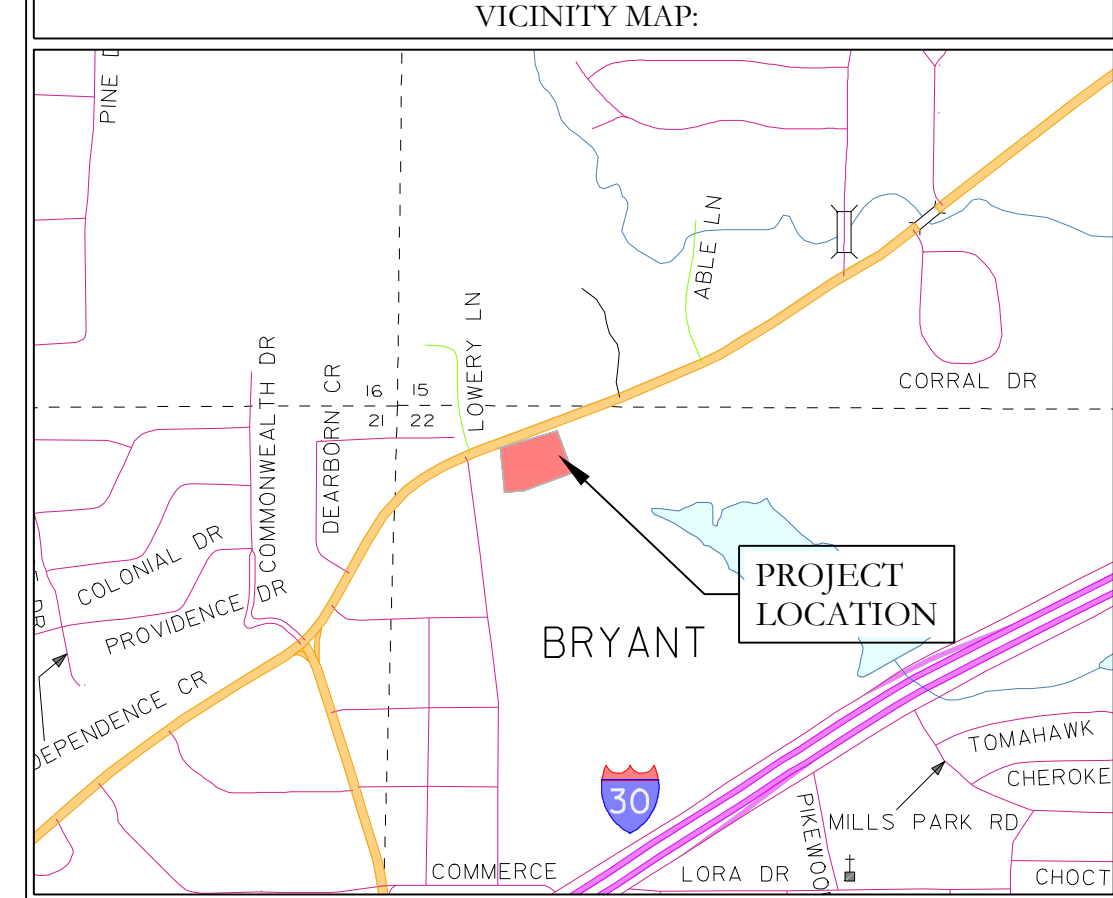 VICINITY MAP:
PINE
ABLE LN
LOWERY LN
COMMONWEALTH DR
DEARBORN CR
16 15
21 22
CORRAL DR
COLONIAL DR
PROVIDENCE DR
DEPENDENCE CR
PROJECT
LOCATION
BRYANT
30
TOMAHAWK
CHEROKE
MILLS PARK RD
PIKEWOO
COMMERCE
LORA DR
CHOCT